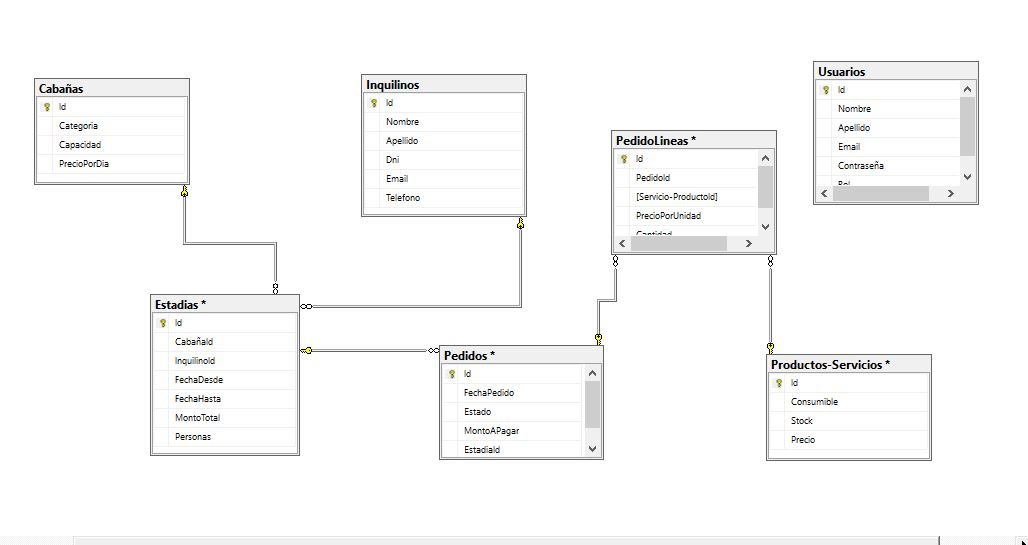 Cabañas
Id
Categoria
Capacidad
PrecioPorDia
Inquilinos
Id
Nombre
Apellido
Dni
Email
Telefono
PedidoLineas *
Id
PedidoId
[Servicio-ProductoId]
PrecioPorUnidad
Cantidad
Usuarios
Id
Nombre
Apellido
Email
Contraseña
Rol
Estadias *
Id
CabañaId
InquilinoId
FechaDesde
FechaHasta
MontoTotal
Personas
Pedidos *
Id
FechaPedido
Estado
MontoAPagar
EstadiaId
Productos-Servicios *
Id
Consumible
Stock
Precio